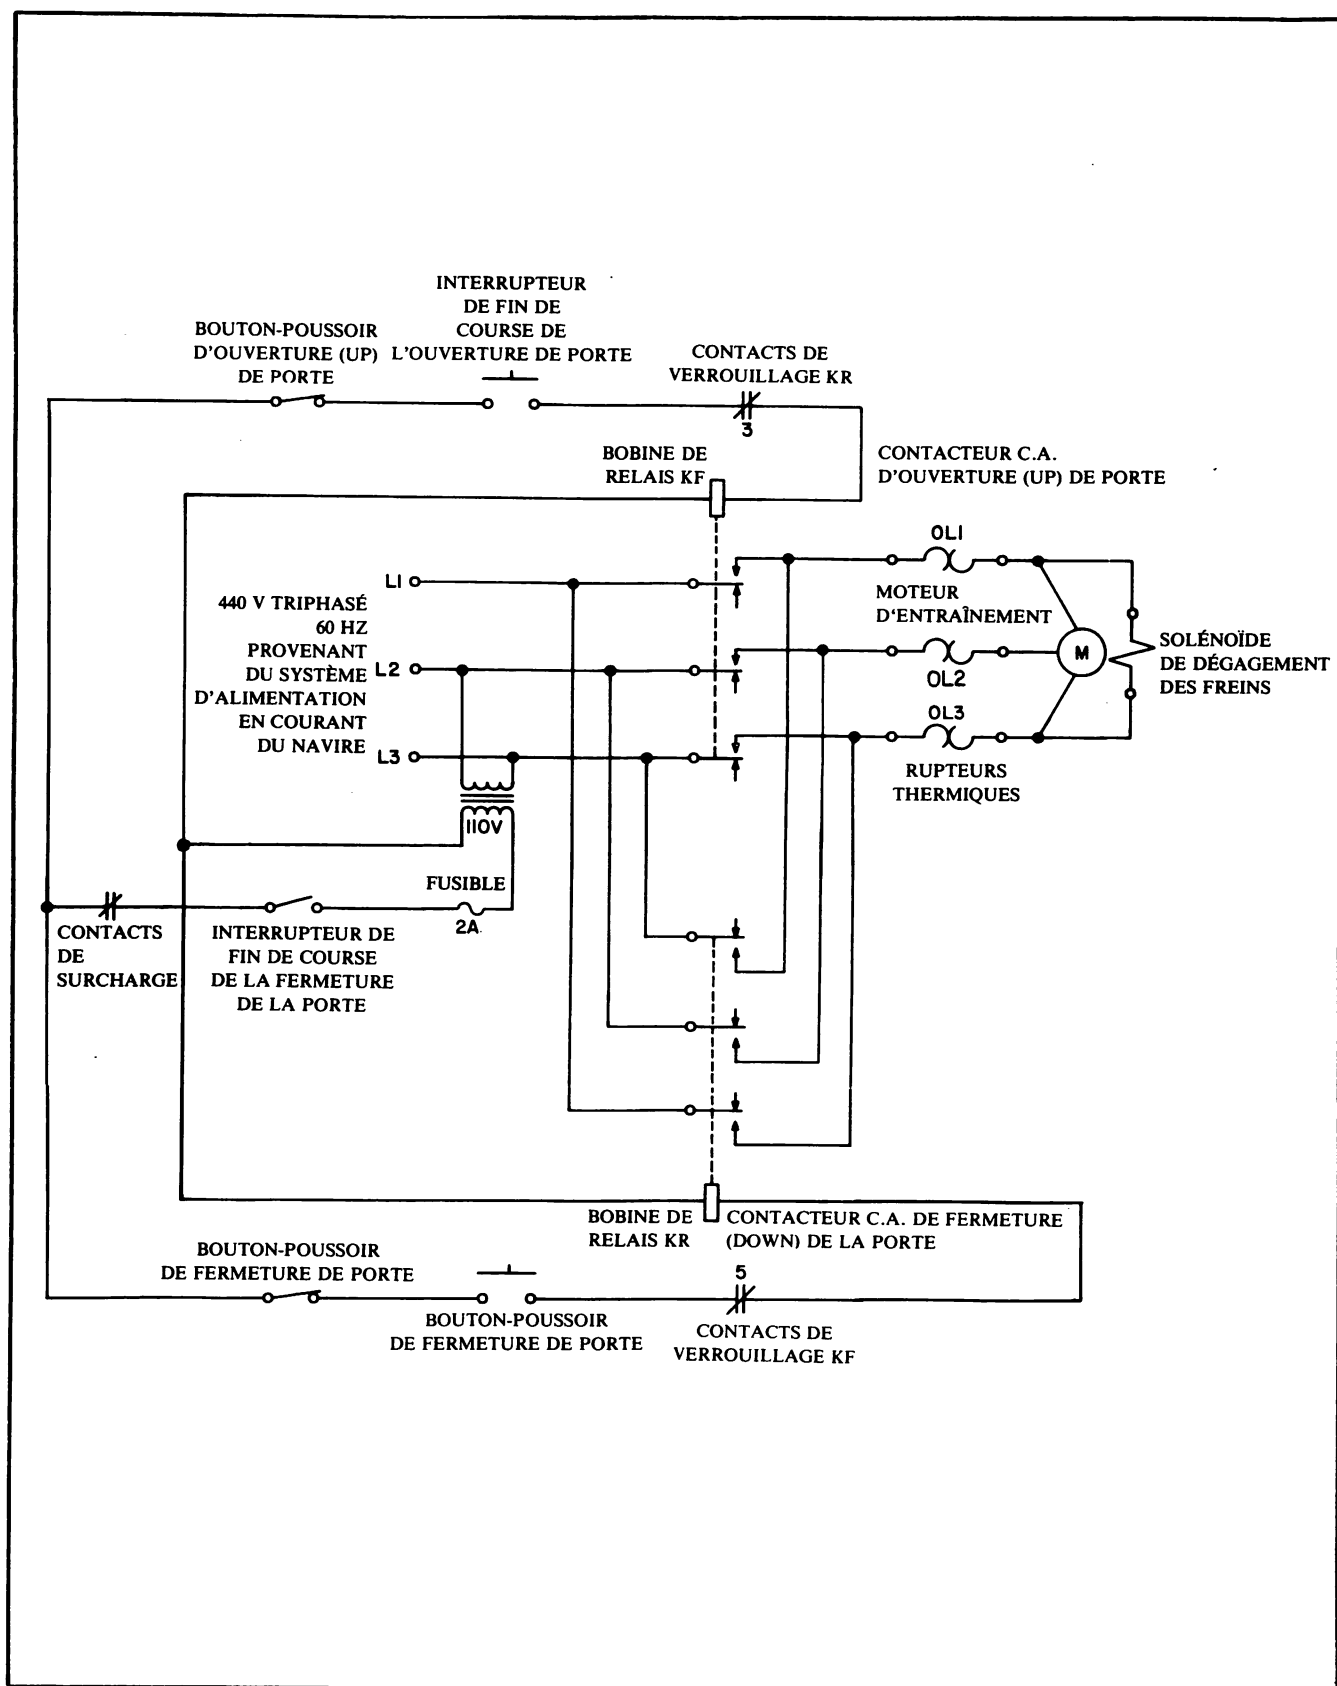 INTERRUPTEUR
DE FIN DE
COURSE DE
L'OUVERTURE DE PORTE
BOUTON-POUSSOIR
D'OUVERTURE (UP)
DE PORTE
CONTACTS DE
VERROUILLAGE KR
3
BOBINE DE
RELAIS KF
CONTACTEUR C.A.
D'OUVERTURE (UP) DE PORTE
OL1
L1
440 V TRIPHASÉ
60 HZ
PROVENANT
DU SYSTÈME
D'ALIMENTATION
EN COURANT
DU NAVIRE
L2
L3
MOTEUR
D'ENTRAÎNEMENT
M
SOLÉNOÏDE
DE DÉGAGEMENT
DES FREINS
OL2
OL3
RUPTEURS
THERMIQUES
110V
FUSIBLE
2A
CONTACTS
DE
SURCHARGE
INTERRUPTEUR DE
FIN DE COURSE
DE LA FERMETURE
DE LA PORTE
BOBINE DE
RELAIS KR
CONTACTEUR C.A. DE FERMETURE
(DOWN) DE LA PORTE
BOUTON-POUSSOIR
DE FERMETURE DE PORTE
5
BOUTON-POUSSOIR
DE FERMETURE DE PORTE
CONTACTS DE
VERROUILLAGE KF